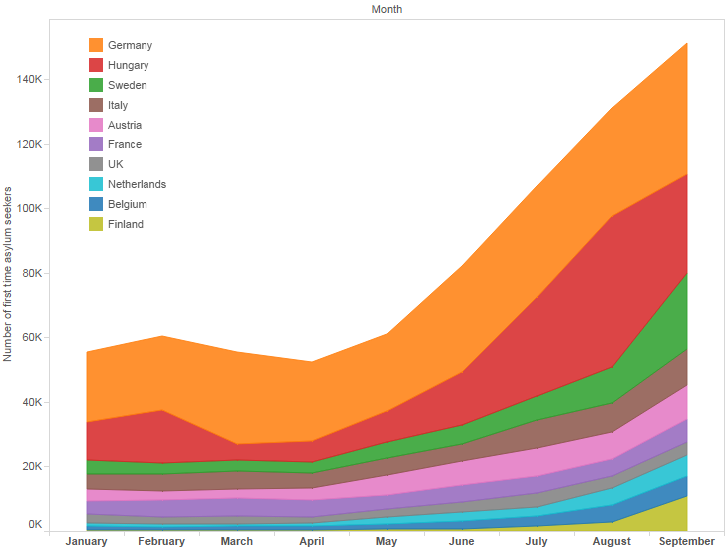 Month
Number of first time asylum seekers
140K
120K
100K
80K
60K
40K
20K
0K
Germany
Hungary
Sweden
Italy
Austria
France
UK
Netherlands
Belgium
Finland
January February March April May June July August September